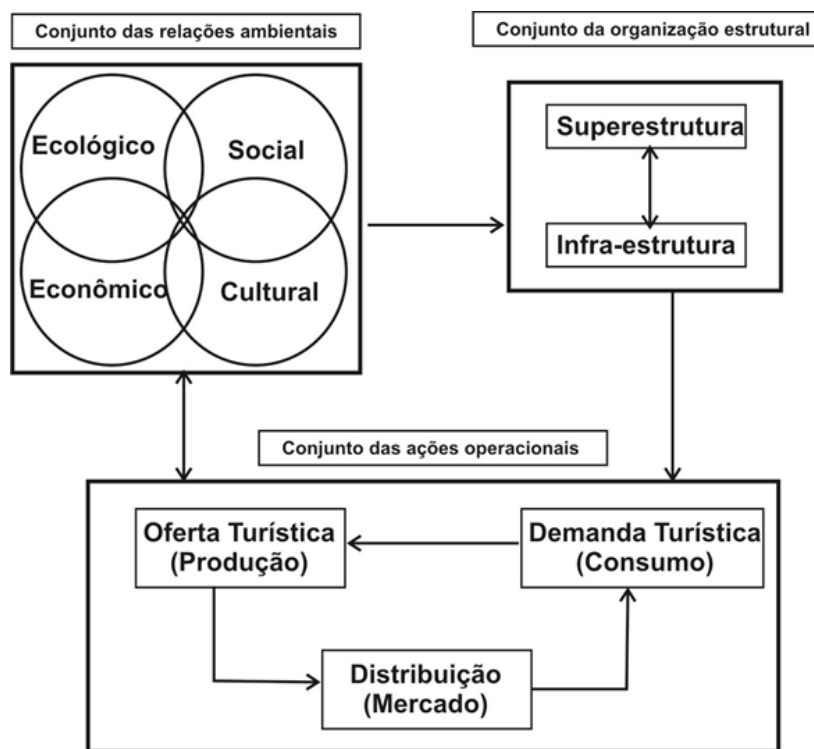 Conjunto das relações ambientais
Conjunto da organização estrutural
Ecológico
Social
Econômico
Cultural
Superestrutura
Infra-estrutura
Conjunto das ações operacionais
Oferta Turística
(Produção)
Demanda Turística
(Consumo)
Distribuição
(Mercado)